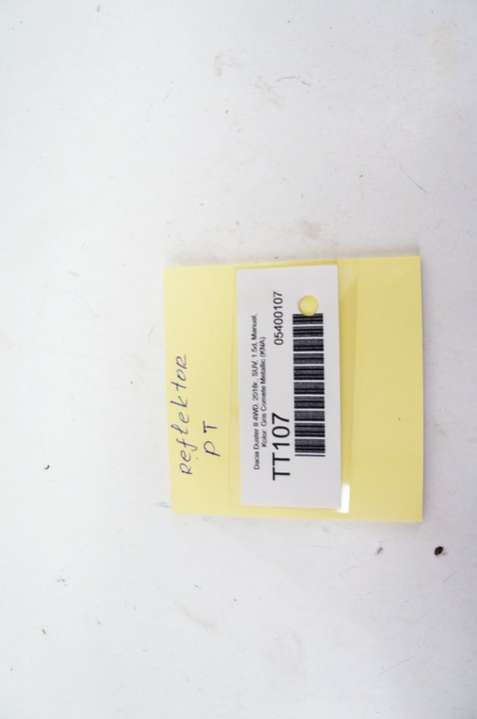 Reflektor
PT
Dacia Duster II 4WD, 2018r., SUV, 1.5d, Manual,
Kolor: Gris Comete Metallic (KNA)
TT107
05400107